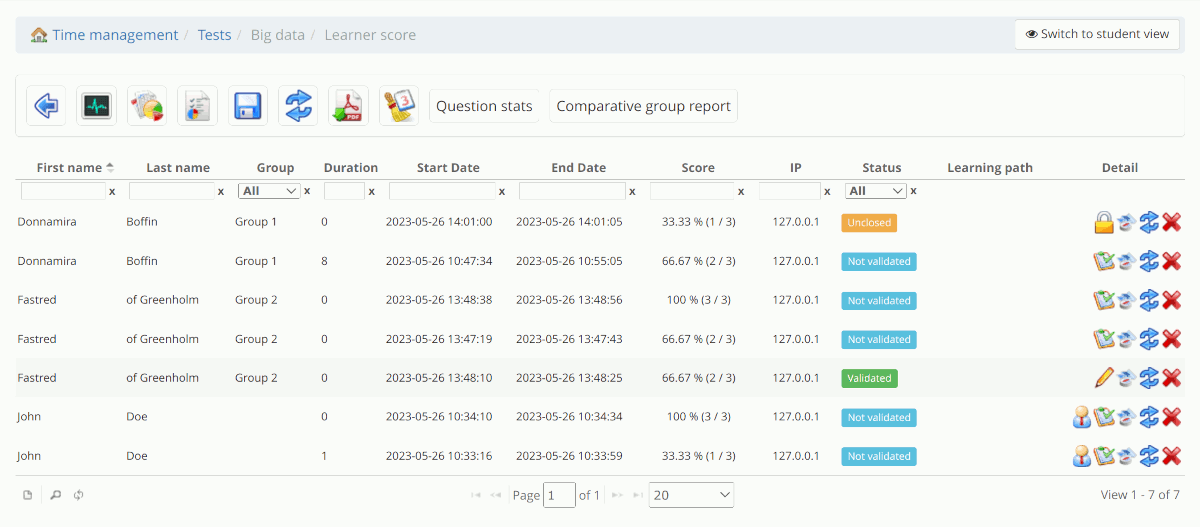 Time management / Tests / Big data / Learner score Switch to student view
PDF 3 Question stats Comparative group report
First name Last name Group Duration Start Date End Date Score IP Status Learning path Detail
x x All x x x x x x All x
Donnamira Boffin Group 1 0 2023-05-26 14:01:00 2023-05-26 14:01:05 33.33 % (1 / 3) 127.0.0.1 Unclosed
Donnamira Boffin Group 1 8 2023-05-26 10:47:34 2023-05-26 10:55:05 66.67 % (2 / 3) 127.0.0.1 Not validated
Fastred of Greenholm Group 2 0 2023-05-26 13:48:38 2023-05-26 13:48:56 100 % (3 / 3) 127.0.0.1 Not validated
Fastred of Greenholm Group 2 0 2023-05-26 13:47:19 2023-05-26 13:47:43 66.67 % (2 / 3) 127.0.0.1 Not validated
Fastred of Greenholm Group 2 0 2023-05-26 13:48:10 2023-05-26 13:48:25 66.67 % (2 / 3) 127.0.0.1 Validated
John Doe 0 2023-05-26 10:34:10 2023-05-26 10:34:34 100 % (3 / 3) 127.0.0.1 Not validated
John Doe 1 2023-05-26 10:33:16 2023-05-26 10:33:59 33.33 % (1 / 3) 127.0.0.1 Not validated
Page 1 of 1 20 View 1 - 7 of 7